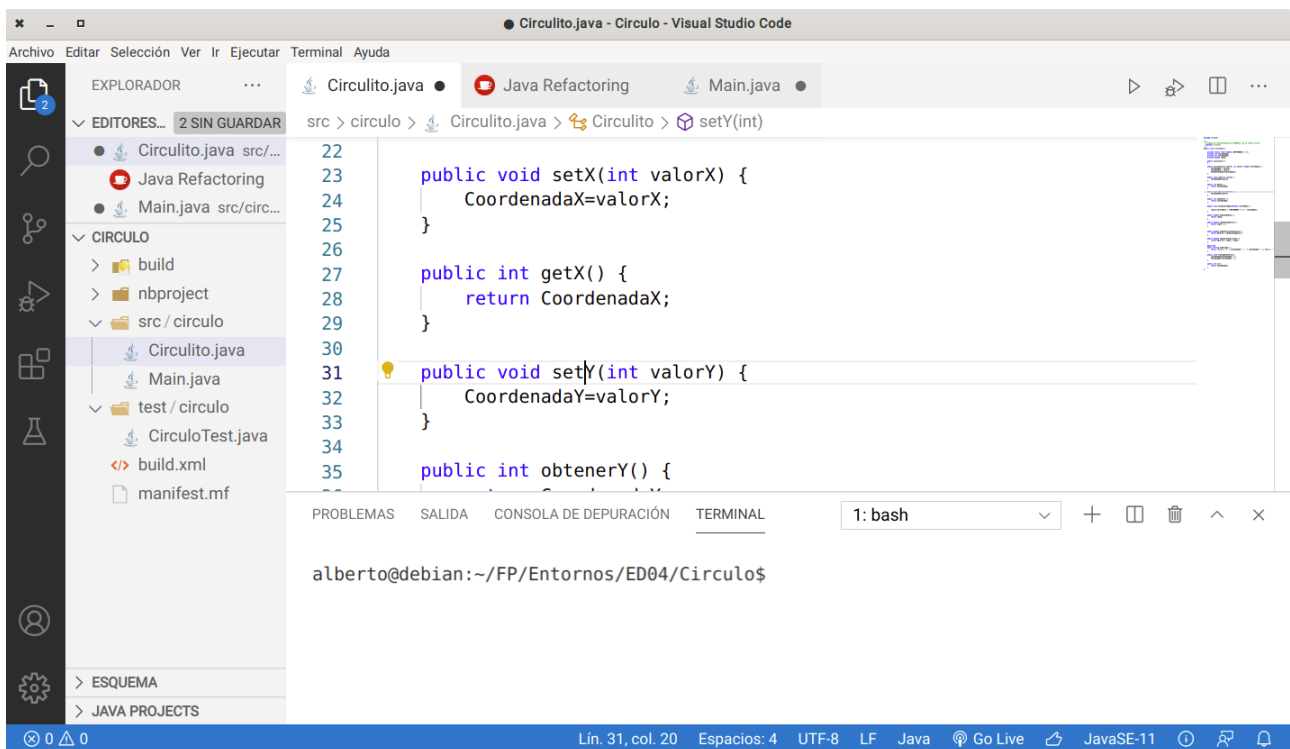 Circulito.java - Circulo - Visual Studio Code
Archivo Editar Selección Ver Ir Ejecutar Terminal Ayuda
2
EXPLORADOR ...
EDITORES... 2 SIN GUARDAR
Circulito.java src/...
Java Refactoring
Main.java src/circ...
CIRCULO
build
nbproject
src / circulo
Circulito.java
Main.java
test / circulo
CirculoTest.java
build.xml
manifest.mf
ESQUEMA
JAVA PROJECTS
Circulito.java Java Refactoring Main.java
src > circulo > Circulito.java > Circulito > setY(int)
22
23 public void setX(int valorX) {
24 CoordenadaX=valorX;
25 }
26
27 public int getX() {
28 return CoordenadaX;
29 }
30
31 public void setY(int valorY) {
32 CoordenadaY=valorY;
33 }
34
35 public int obtenerY() {
PROBLEMAS SALIDA CONSOLA DE DEPURACIÓN TERMINAL 1: bash
alberto@debian:~/FP/Entornos/ED04/Circulo$
0 0 Lín. 31, col. 20 Espacios: 4 UTF-8 LF Java Go Live JavaSE-11